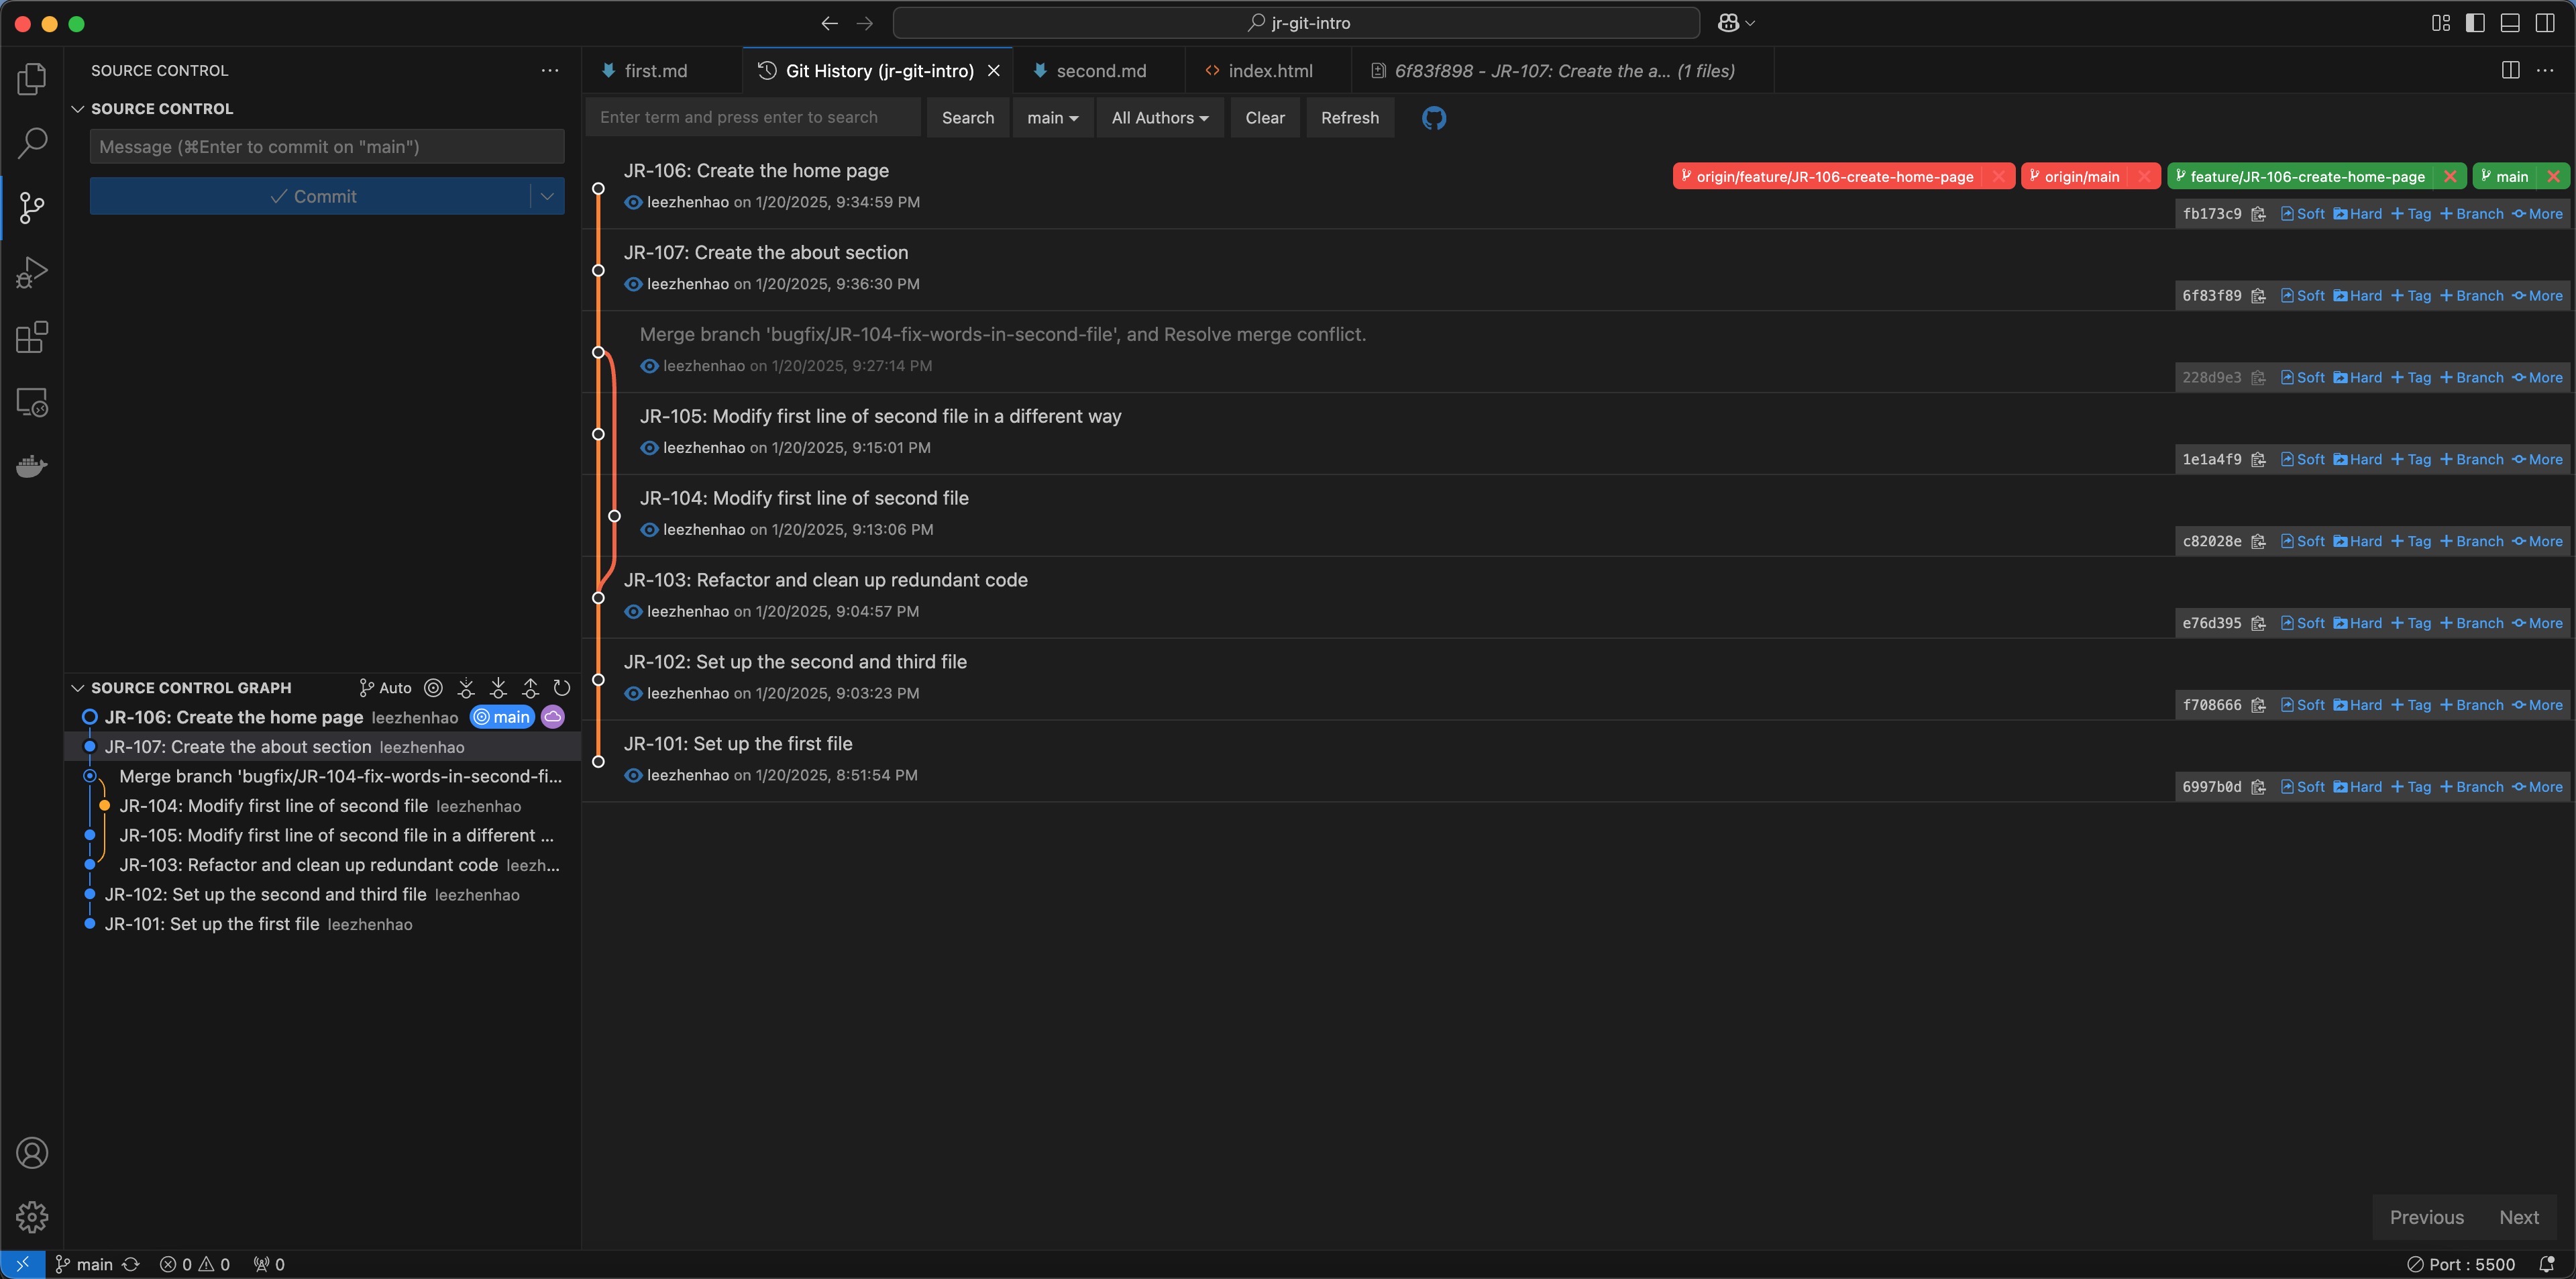 jr-git-intro
SOURCE CONTROL
SOURCE CONTROL
Message (⌘Enter to commit on "main")
Commit
SOURCE CONTROL GRAPH
Auto
JR-106: Create the home page leezhenhao main
JR-107: Create the about section leezhenhao
Merge branch 'bugfix/JR-104-fix-words-in-second-fi...
JR-104: Modify first line of second file leezhenhao
JR-105: Modify first line of second file in a different ...
JR-103: Refactor and clean up redundant code leezh...
JR-102: Set up the second and third file leezhenhao
JR-101: Set up the first file leezhenhao
first.md
Git History (jr-git-intro)
second.md
index.html
6f83f898 - JR-107: Create the a... (1 files)
Enter term and press enter to search
Search
main
All Authors
Clear
Refresh
JR-106: Create the home page
origin/feature/JR-106-create-home-page
origin/main
feature/JR-106-create-home-page
main
leezhenhao on 1/20/2025, 9:34:59 PM
fb173c9 Soft Hard + Tag + Branch More
JR-107: Create the about section
leezhenhao on 1/20/2025, 9:36:30 PM
6f83f89 Soft Hard + Tag + Branch More
Merge branch 'bugfix/JR-104-fix-words-in-second-file', and Resolve merge conflict.
leezhenhao on 1/20/2025, 9:27:14 PM
228d9e3 Soft Hard + Tag + Branch More
JR-105: Modify first line of second file in a different way
leezhenhao on 1/20/2025, 9:15:01 PM
1e1a4f9 Soft Hard + Tag + Branch More
JR-104: Modify first line of second file
leezhenhao on 1/20/2025, 9:13:06 PM
c82028e Soft Hard + Tag + Branch More
JR-103: Refactor and clean up redundant code
leezhenhao on 1/20/2025, 9:04:57 PM
e76d395 Soft Hard + Tag + Branch More
JR-102: Set up the second and third file
leezhenhao on 1/20/2025, 9:03:23 PM
f708666 Soft Hard + Tag + Branch More
JR-101: Set up the first file
leezhenhao on 1/20/2025, 8:51:54 PM
6997b0d Soft Hard + Tag + Branch More
Previous
Next
main 0 0 0
Port : 5500